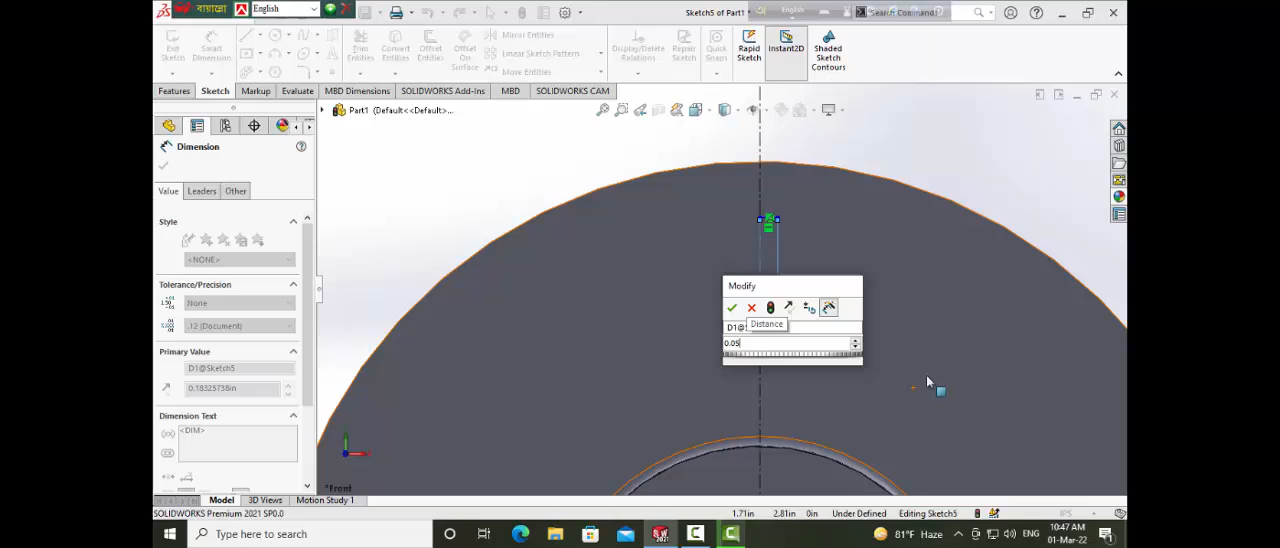 বায়ান্নো
English
Sketch5 of Part1
English
Search Commands
Exit Sketch
Smart Dimension
Trim Entities
Convert Entities
Offset Entities
Offset On Surface
Mirror Entities
Linear Sketch Pattern
Move Entities
Display/Delete Relations
Repair Sketch
Quick Snaps
Rapid Sketch
Instant2D
Shaded Sketch Contours
Features
Sketch
Markup
Evaluate
MBD Dimensions
SOLIDWORKS Add-Ins
MBD
SOLIDWORKS CAM
Part1 (Default<<Default>...
Dimension
Value
Leaders
Other
Style
<NONE>
Tolerance/Precision
None
.12 (Document)
Primary Value
D1@Sketch5
0.18325738in
Dimension Text
<DIM>
Modify
Distance
0.05
*Front
Model
3D Views
Motion Study 1
SOLIDWORKS Premium 2021 SP0.0
1.71in
2.81in
0in
Under Defined
Editing Sketch5
IPS
Type here to search
81°F Haze
ENG
10:47 AM
01-Mar-22